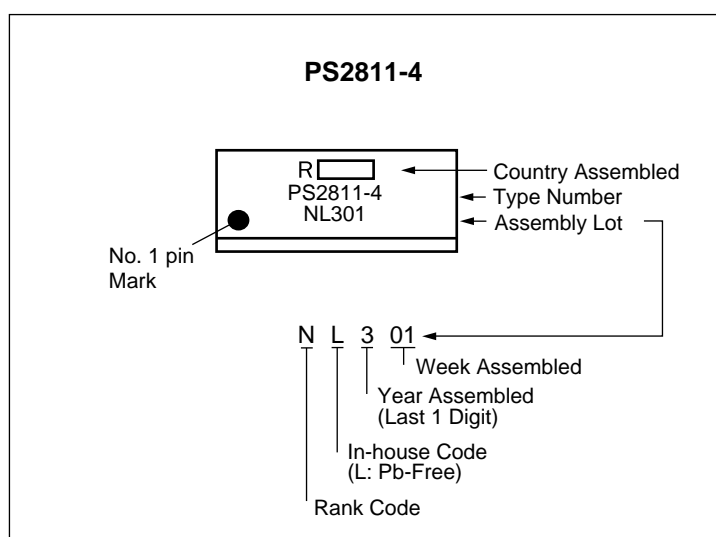 PS2811-4
R
Country Assembled
PS2811-4
Type Number
NL301
Assembly Lot
No. 1 pin
Mark
N L 3 01
Week Assembled
Year Assembled
(Last 1 Digit)
In-house Code
(L: Pb-Free)
Rank Code